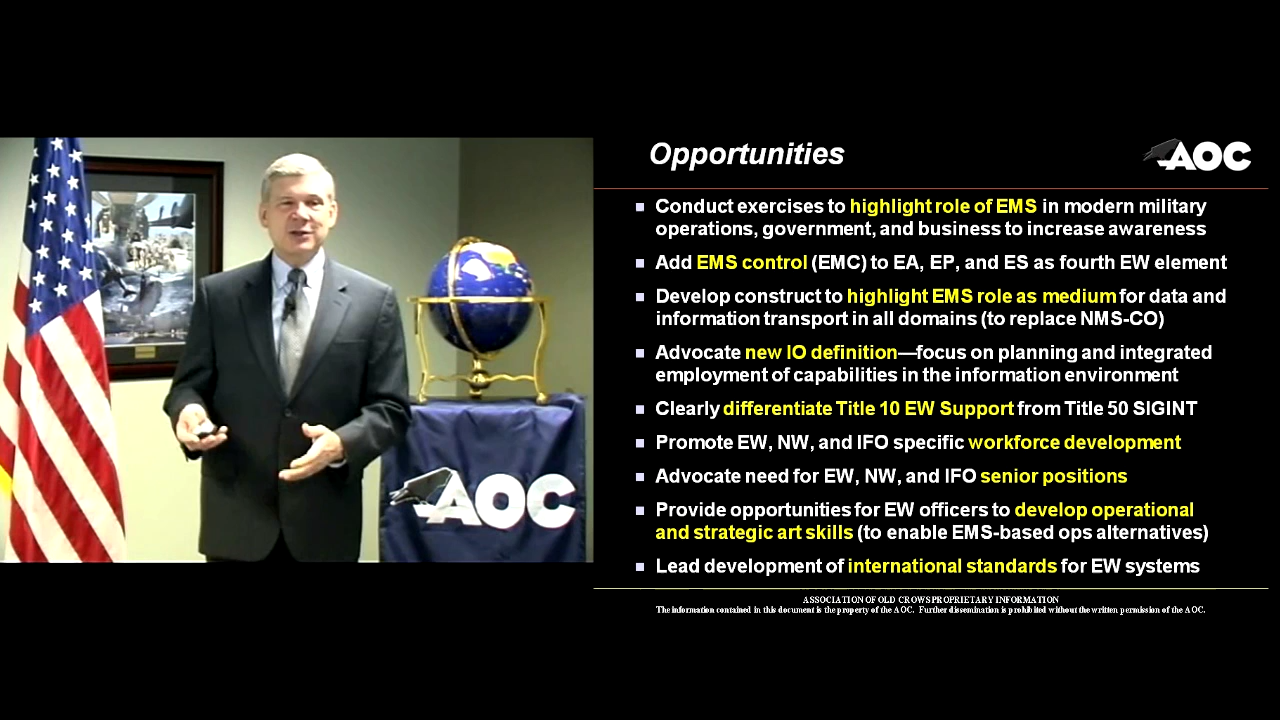 Opportunities
AOC
Conduct exercises to highlight role of EMS in modern military
operations, government, and business to increase awareness
Add EMS control (EMC) to EA, EP, and ES as fourth EW element
Develop construct to highlight EMS role as medium for data and
information transport in all domains (to replace NMS-CO)
Advocate new IO definition—focus on planning and integrated
employment of capabilities in the information environment
Clearly differentiate Title 10 EW Support from Title 50 SIGINT
Promote EW, NW, and IFO specific workforce development
Advocate need for EW, NW, and IFO senior positions
Provide opportunities for EW officers to develop operational
and strategic art skills (to enable EMS-based ops alternatives)
Lead development of international standards for EW systems
ASSOCIATION OF OLD CROWS PROPRIETARY INFORMATION
The information contained in this document is the property of the AOC. Further dissemination is prohibited without the written permission of the AOC.
AOC